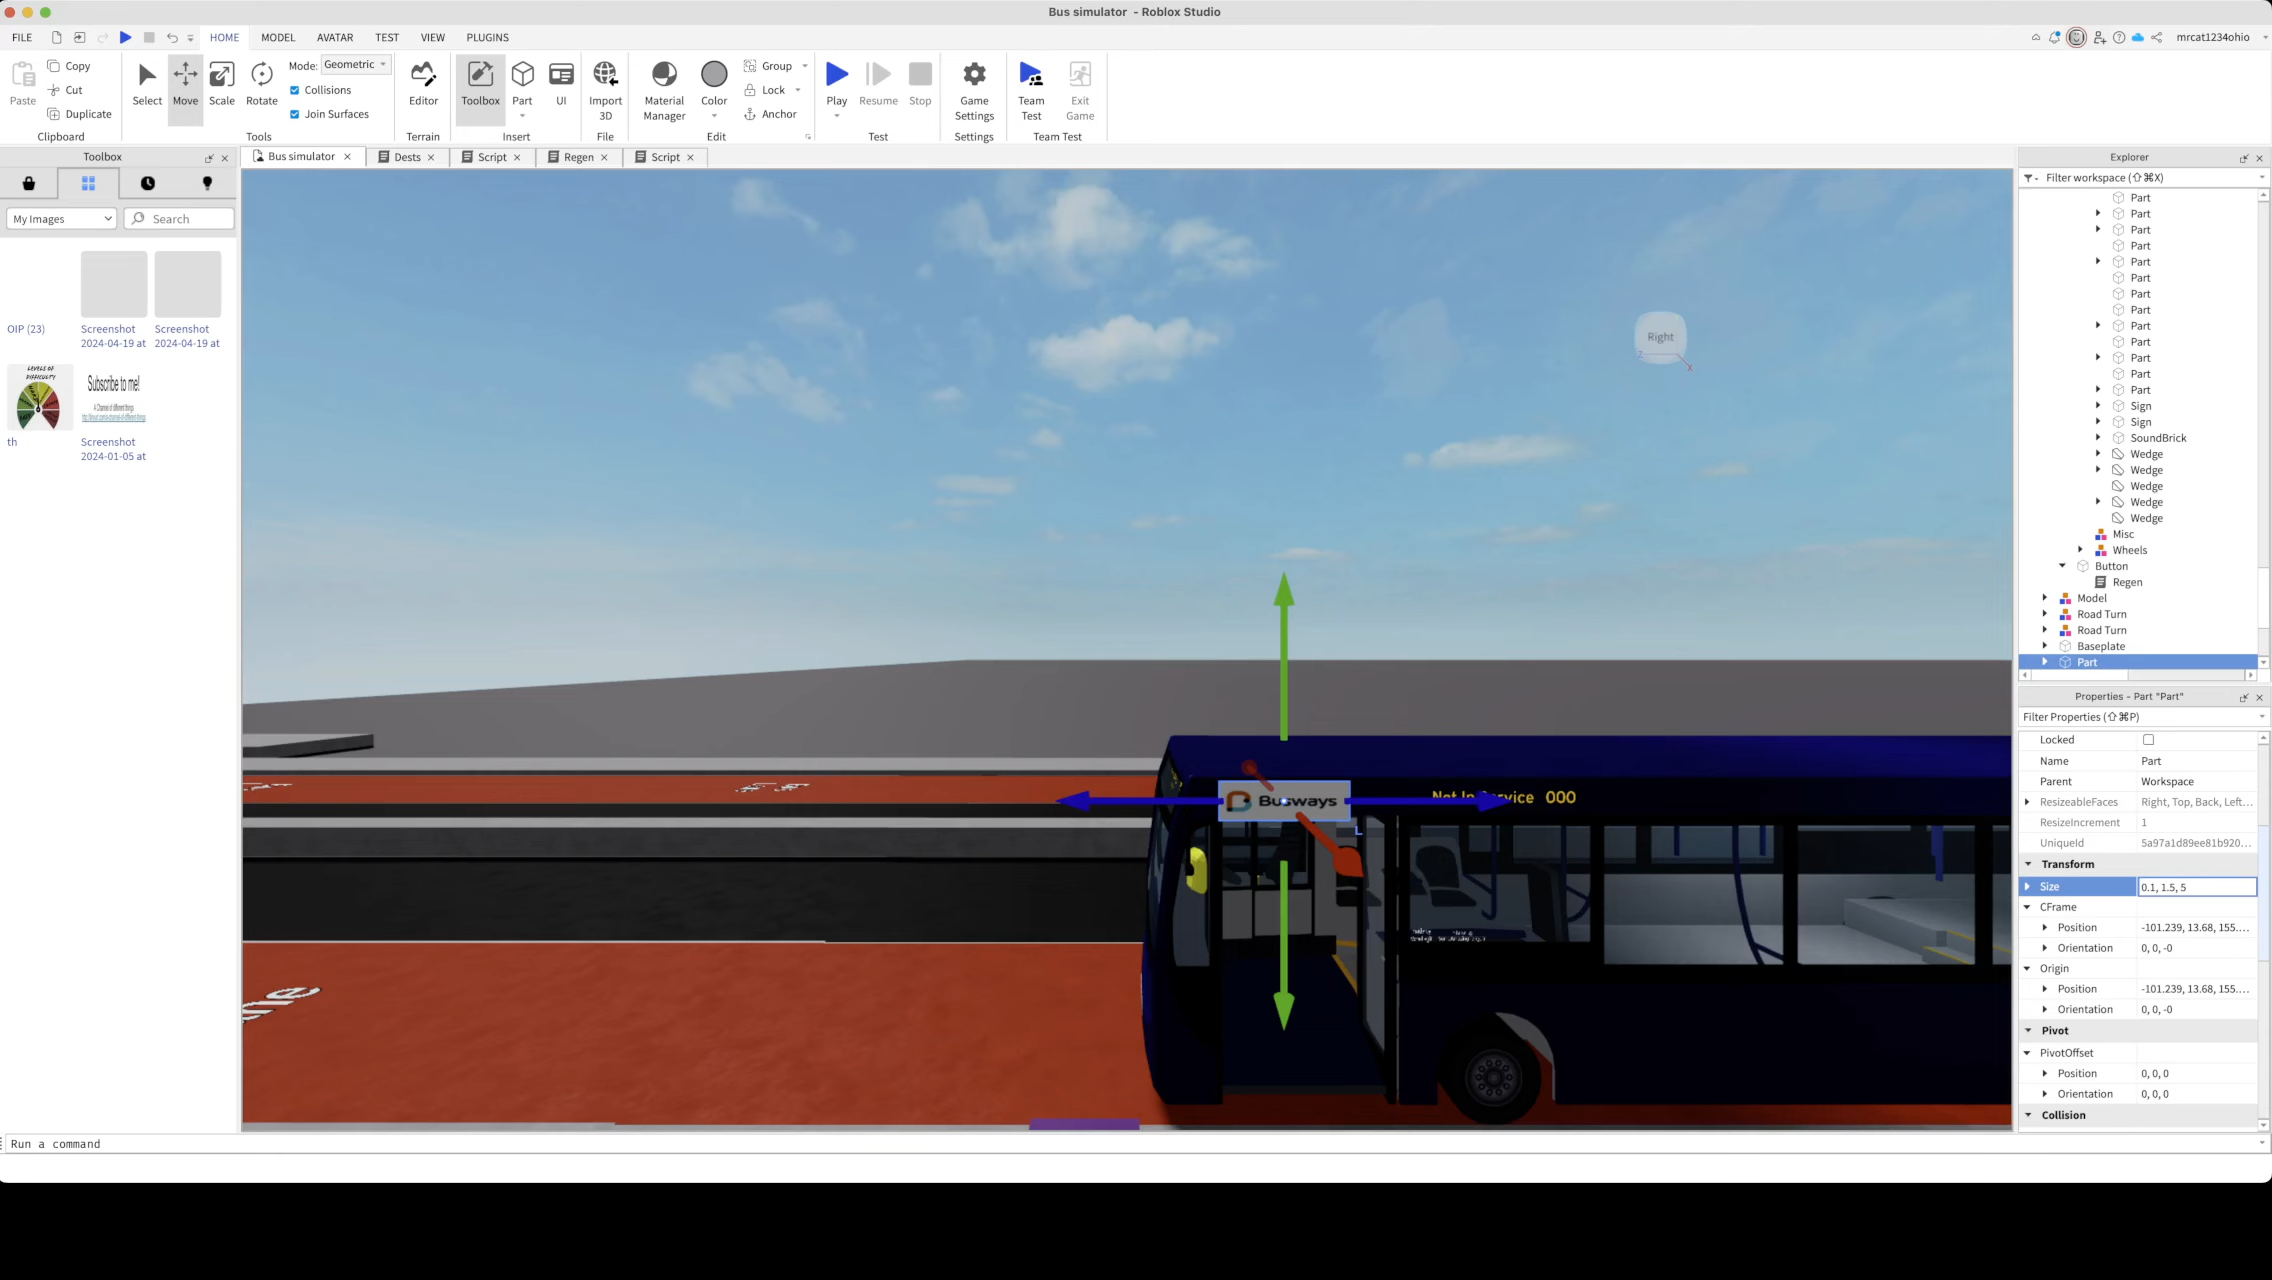 Bus simulator - Roblox Studio
FILE HOME MODEL AVATAR TEST VIEW PLUGINS mrcat1234ohio
Copy Mode: Geometric Group
Cut Collisions Lock
Paste Duplicate Select Move Scale Rotate Join Surfaces Editor Toolbox Part UI Import 3D Material Manager Color Anchor Play Resume Stop Game Settings Team Test Exit Game
Clipboard Tools Terrain Insert File Edit Test Settings Team Test
Toolbox
Bus simulator Dests Script Regen Script
Explorer
My Images Search
OIP (23)
Screenshot 2024-04-19 at
Screenshot 2024-04-19 at
LEVELS OF DIFFICULTY
Subscribe to me!
th
Screenshot 2024-01-05 at
Right
Z
X
Busways
Not In Service 000
L
Filter workspace (⇧⌘X)
Part
Part
Part
Part
Part
Part
Part
Part
Part
Part
Part
Part
Part
Sign
Sign
SoundBrick
Wedge
Wedge
Wedge
Wedge
Wedge
Misc
Wheels
Button
Regen
Model
Road Turn
Road Turn
Baseplate
Part
Properties - Part "Part"
Filter Properties (⇧⌘P)
Locked
Name Part
Parent Workspace
ResizeableFaces Right, Top, Back, Left...
ResizeIncrement 1
UniqueId 5a97a1d89ee81b920...
Transform
Size 0.1, 1.5, 5
CFrame
Position -101.239, 13.68, 155....
Orientation 0, 0, -0
Origin
Position -101.239, 13.68, 155....
Orientation 0, 0, -0
Pivot
PivotOffset
Position 0, 0, 0
Orientation 0, 0, 0
Collision
Run a command